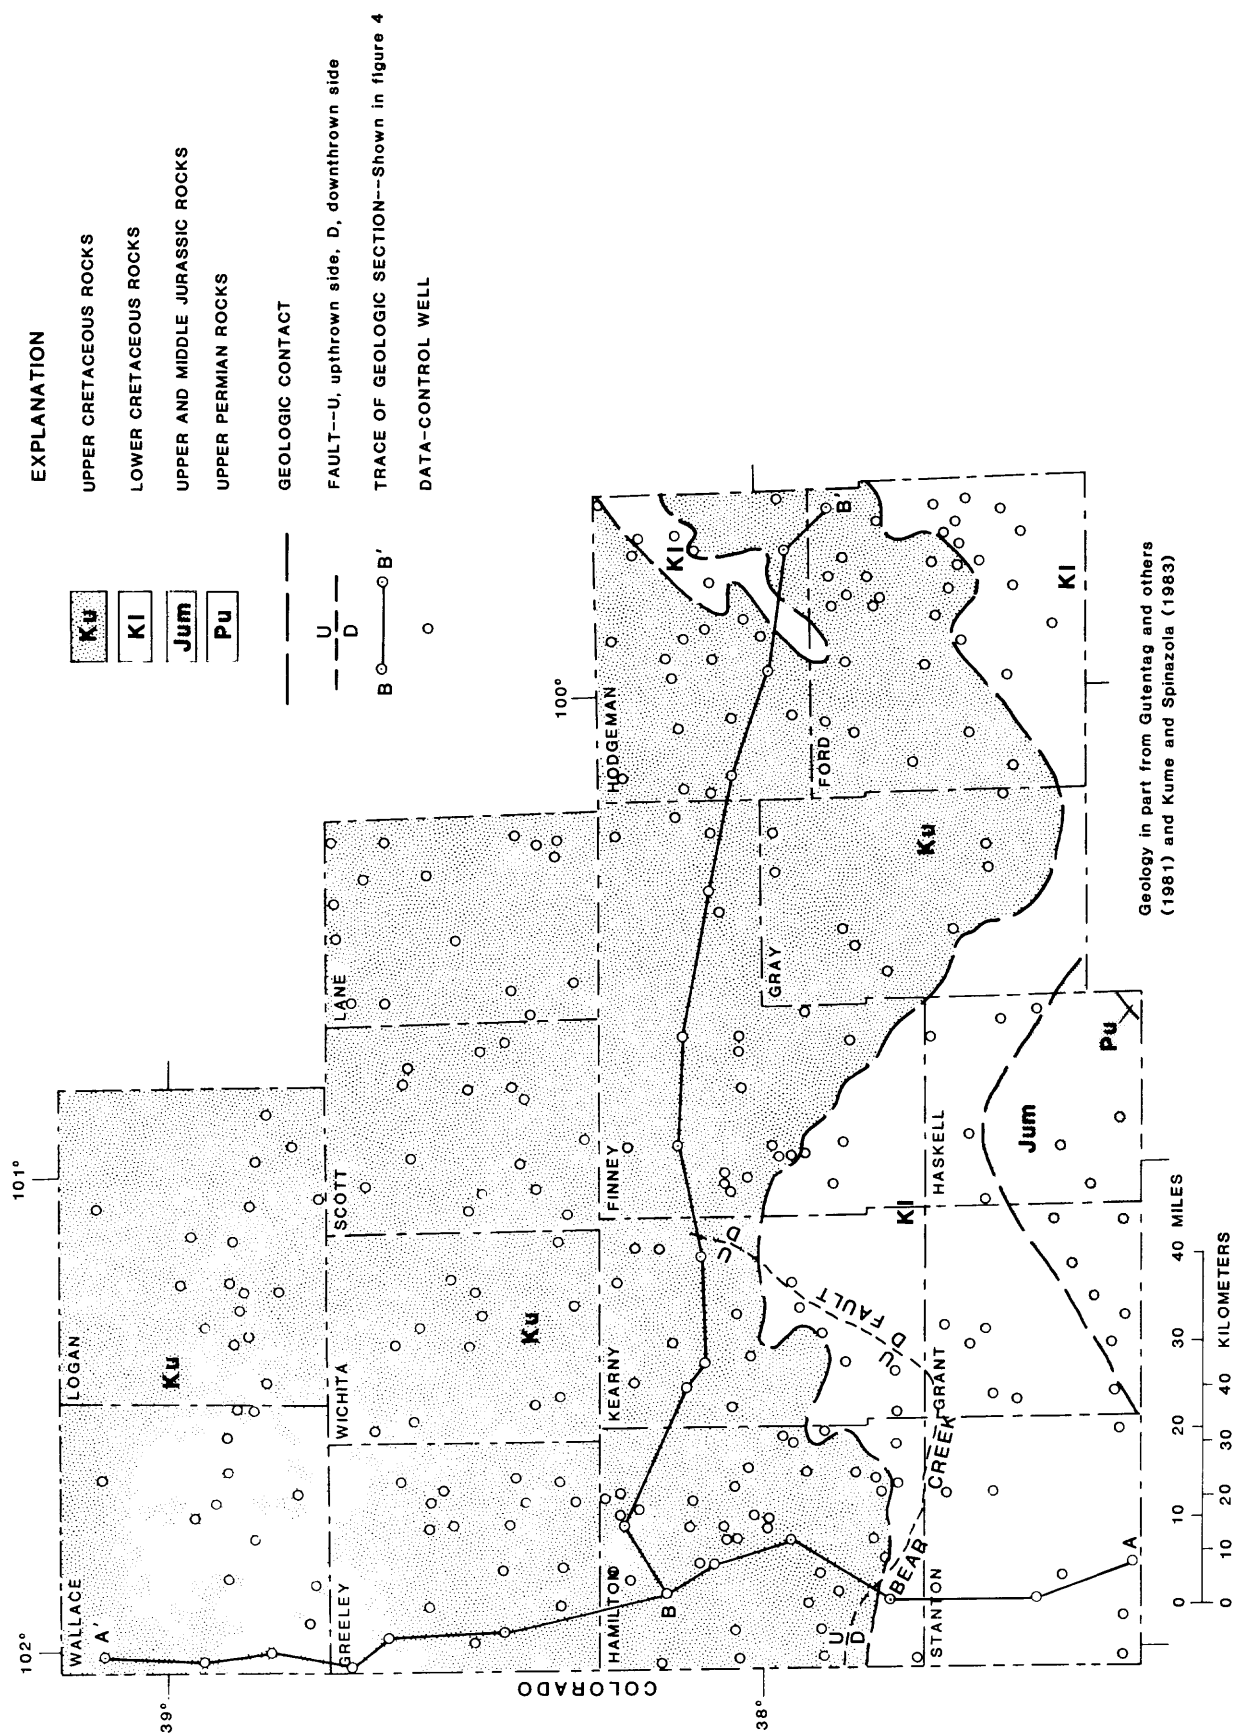 EXPLANATION
Ku UPPER CRETACEOUS ROCKS
Kl LOWER CRETACEOUS ROCKS
Jum UPPER AND MIDDLE JURASSIC ROCKS
Pu UPPER PERMIAN ROCKS
GEOLOGIC CONTACT
U
D
FAULT--U, upthrown side, D, downthrown side
B B' TRACE OF GEOLOGIC SECTION---Shown in figure 4
DATA-CONTROL WELL
102°
101°
100°
39°
38°
COLORADO
WALLACE
A'
LOGAN
Ku
GREELEY
WICHITA
Ku
SCOTT
LANE
HAMILTON
B
KEARNY
FINNEY
HODGEMAN
Kl
GRAY
Ku
FORD
B'
U
D
U
D
U
D
BEAR CREEK FAULT
Kl
STANTON
GRANT
HASKELL
Jum
Pu
Kl
A
0 10 20 30 40 MILES
0 10 20 30 40 KILOMETERS
Geology in part from Gutentag and others
(1981) and Kume and Spinazola (1983)